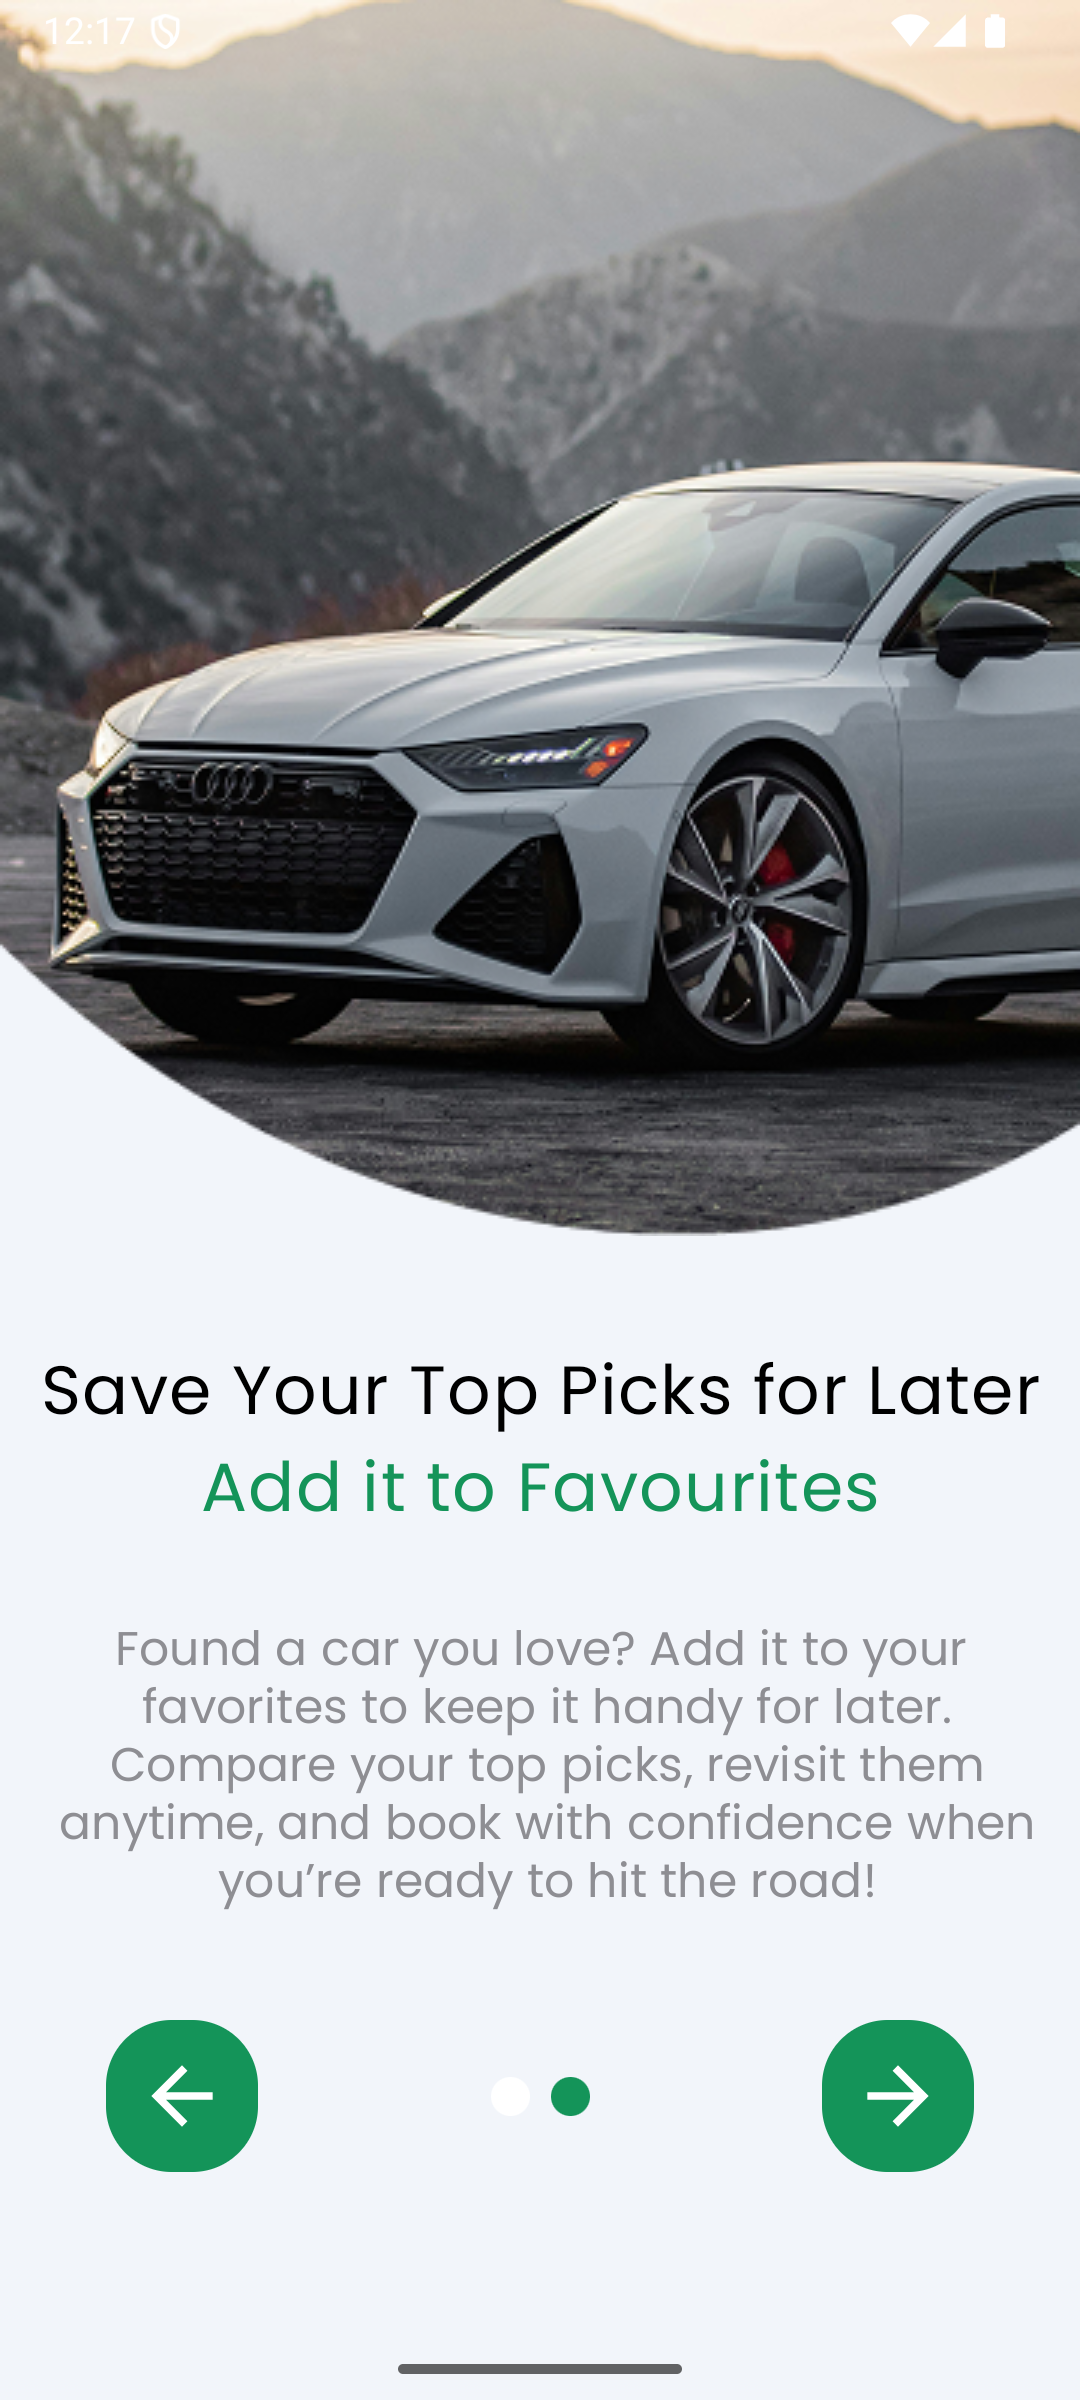 12:17
Save Your Top Picks for Later
Add it to Favourites
Found a car you love? Add it to your
favorites to keep it handy for later.
Compare your top picks, revisit them
anytime, and book with confidence when
you’re ready to hit the road!